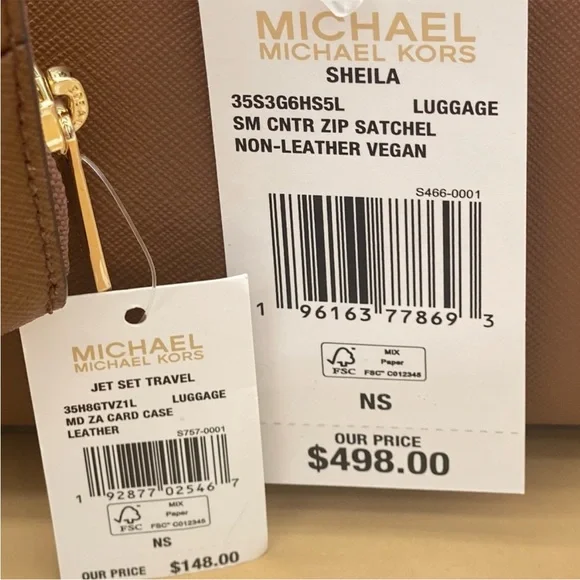 MICHAEL
MICHAEL KORS
SHEILA
35S3G6HS5L LUGGAGE
SM CNTR ZIP SATCHEL
NON-LEATHER VEGAN
S466-0001
1 96163 77869 3
FSC
MIX
Paper
FSC™ C012345
NS
OUR PRICE
$498.00
MICHAEL
MICHAEL KORS
JET SET TRAVEL
35H8GTVZ1L LUGGAGE
MD ZA CARD CASE
LEATHER
S757-0001
1 92877 02546 7
FSC
MIX
Paper
FSC™ C012345
NS
OUR PRICE $148.00